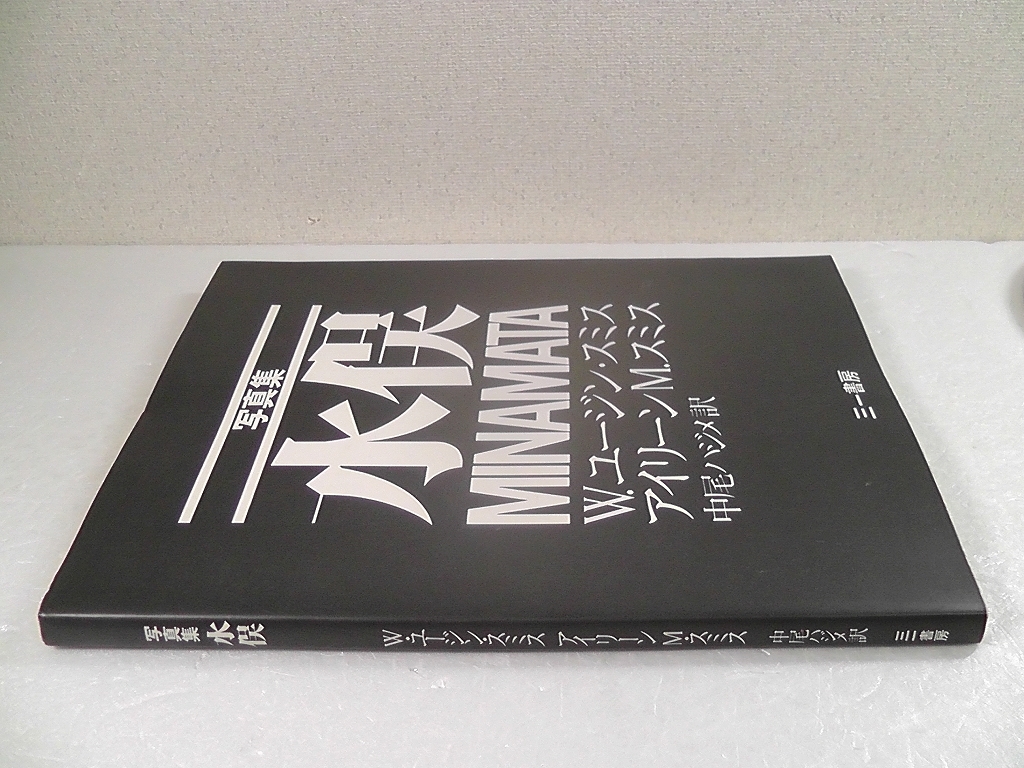 写真集
水俣
MINAMATA
W.ユージン・スミス
アイリーンM.スミス
中尾ハジメ訳
三一書房
写真集 水俣 W・ユージン・スミス アイリーン M・スミス 中尾ハジメ訳 三一書房